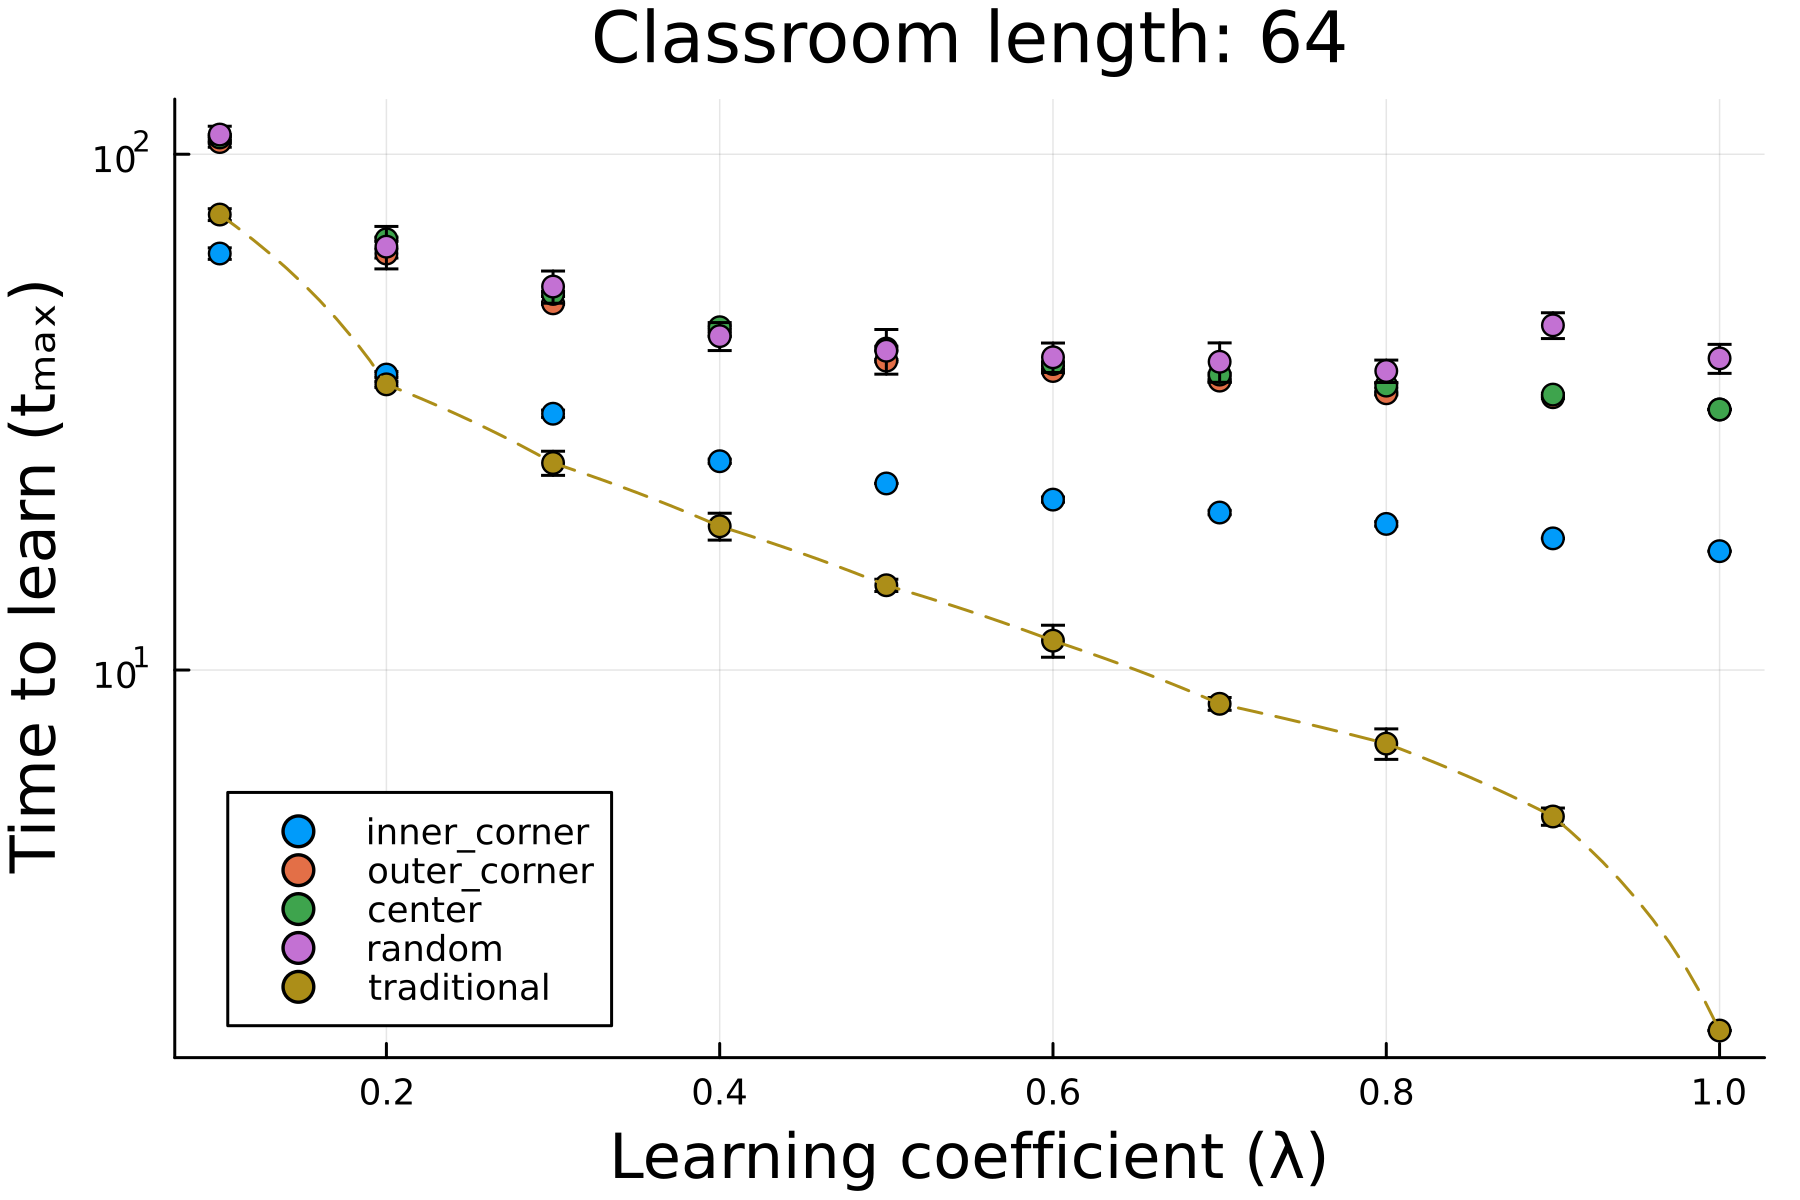 Classroom length: 64
Time to learn (tₘₐₓ)
10²
10¹
inner_corner
outer_corner
center
random
traditional
0.2 0.4 0.6 0.8 1.0
Learning coefficient (λ)